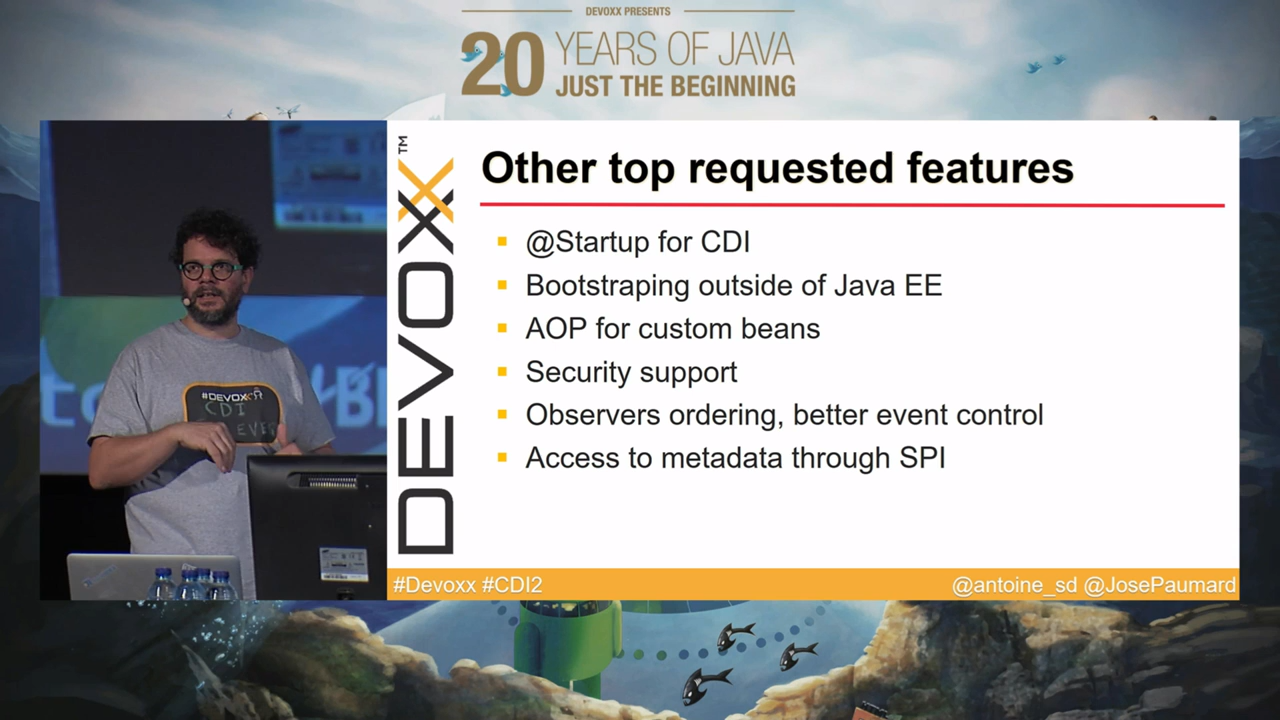 DEVOXX PRESENTS
20 YEARS OF JAVA
JUST THE BEGINNING
DEVOXX™
Other top requested features
@Startup for CDI
Bootstraping outside of Java EE
AOP for custom beans
Security support
Observers ordering, better event control
Access to metadata through SPI
#DEVOXX
CDI
EVER
#Devoxx #CDI2
@antoine_sd @JosePaumard